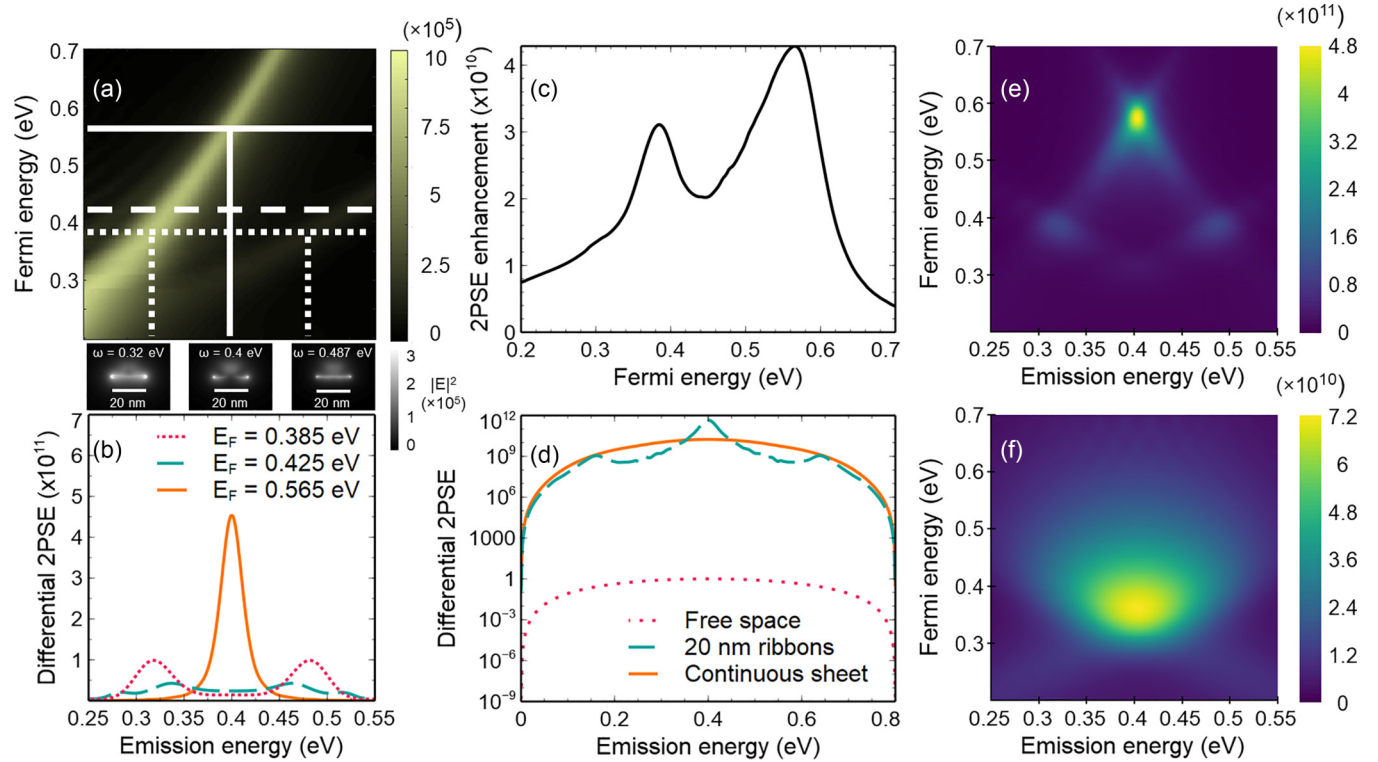 (×10⁵)
(a)
Fermi energy (eV)
0.7
0.6
0.5
0.4
0.3
10
7.5
5
2.5
0
ω = 0.32 eV
20 nm
ω = 0.4 eV
20 nm
ω = 0.487 eV
20 nm
3
2
1
0
|E|²
(×10⁵)
(b)
Differential 2PSE (x10¹¹)
7
6
5
4
3
2
1
E_F = 0.385 eV
E_F = 0.425 eV
E_F = 0.565 eV
0.25 0.3 0.35 0.4 0.45 0.5 0.55
Emission energy (eV)
(c)
2PSE enhancement (x10¹⁰)
4
3
2
1
0
0.2 0.3 0.4 0.5 0.6 0.7
Fermi energy (eV)
(d)
Differential 2PSE
10¹²
10⁹
10⁶
1000
1
10⁻³
10⁻⁶
10⁻⁹
Free space
20 nm ribbons
Continuous sheet
0 0.2 0.4 0.6 0.8
Emission energy (eV)
(×10¹¹)
(e)
Fermi energy (eV)
0.7
0.6
0.5
0.4
0.3
4.8
4
3.2
2.4
1.6
0.8
0
0.25 0.3 0.35 0.4 0.45 0.5 0.55
Emission energy (eV)
(×10¹⁰)
(f)
Fermi energy (eV)
0.7
0.6
0.5
0.4
0.3
7.2
6
4.8
3.6
2.4
1.2
0
0.25 0.3 0.35 0.4 0.45 0.5 0.55
Emission energy (eV)